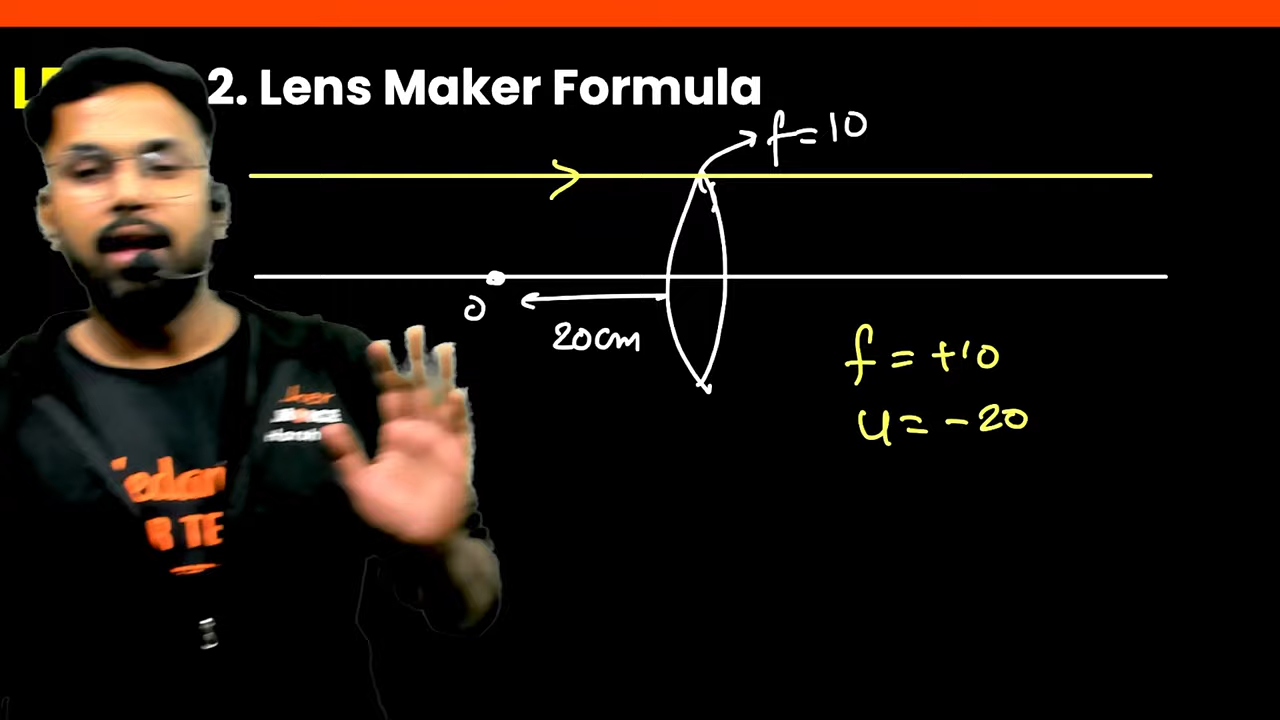 2. Lens Maker Formula
f=10
O
20cm
f = +10
u = -20